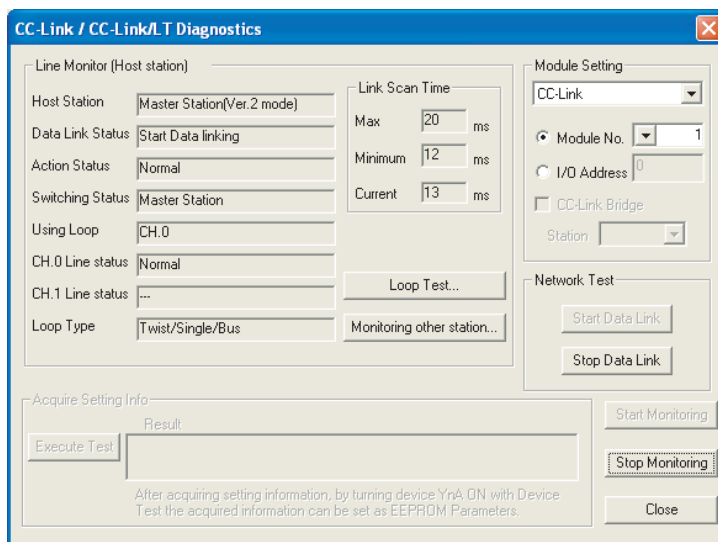 CC-Link / CC-Link/LT Diagnostics
Line Monitor (Host station)
Host Station Master Station(Ver.2 mode)
Data Link Status Start Data linking
Action Status Normal
Switching Status Master Station
Using Loop CH.0
CH.0 Line status Normal
CH.1 Line status ---
Loop Type Twist/Single/Bus
Link Scan Time
Max 20 ms
Minimum 12 ms
Current 13 ms
Loop Test...
Monitoring other station...
Module Setting
CC-Link
Module No. 1
I/O Address 0
CC-Link Bridge
Station
Network Test
Start Data Link
Stop Data Link
Acquire Setting Info
Result
Execute Test
After acquiring setting information, by turning device YnA ON with Device
Test the acquired information can be set as EEPROM Parameters.
Start Monitoring
Stop Monitoring
Close